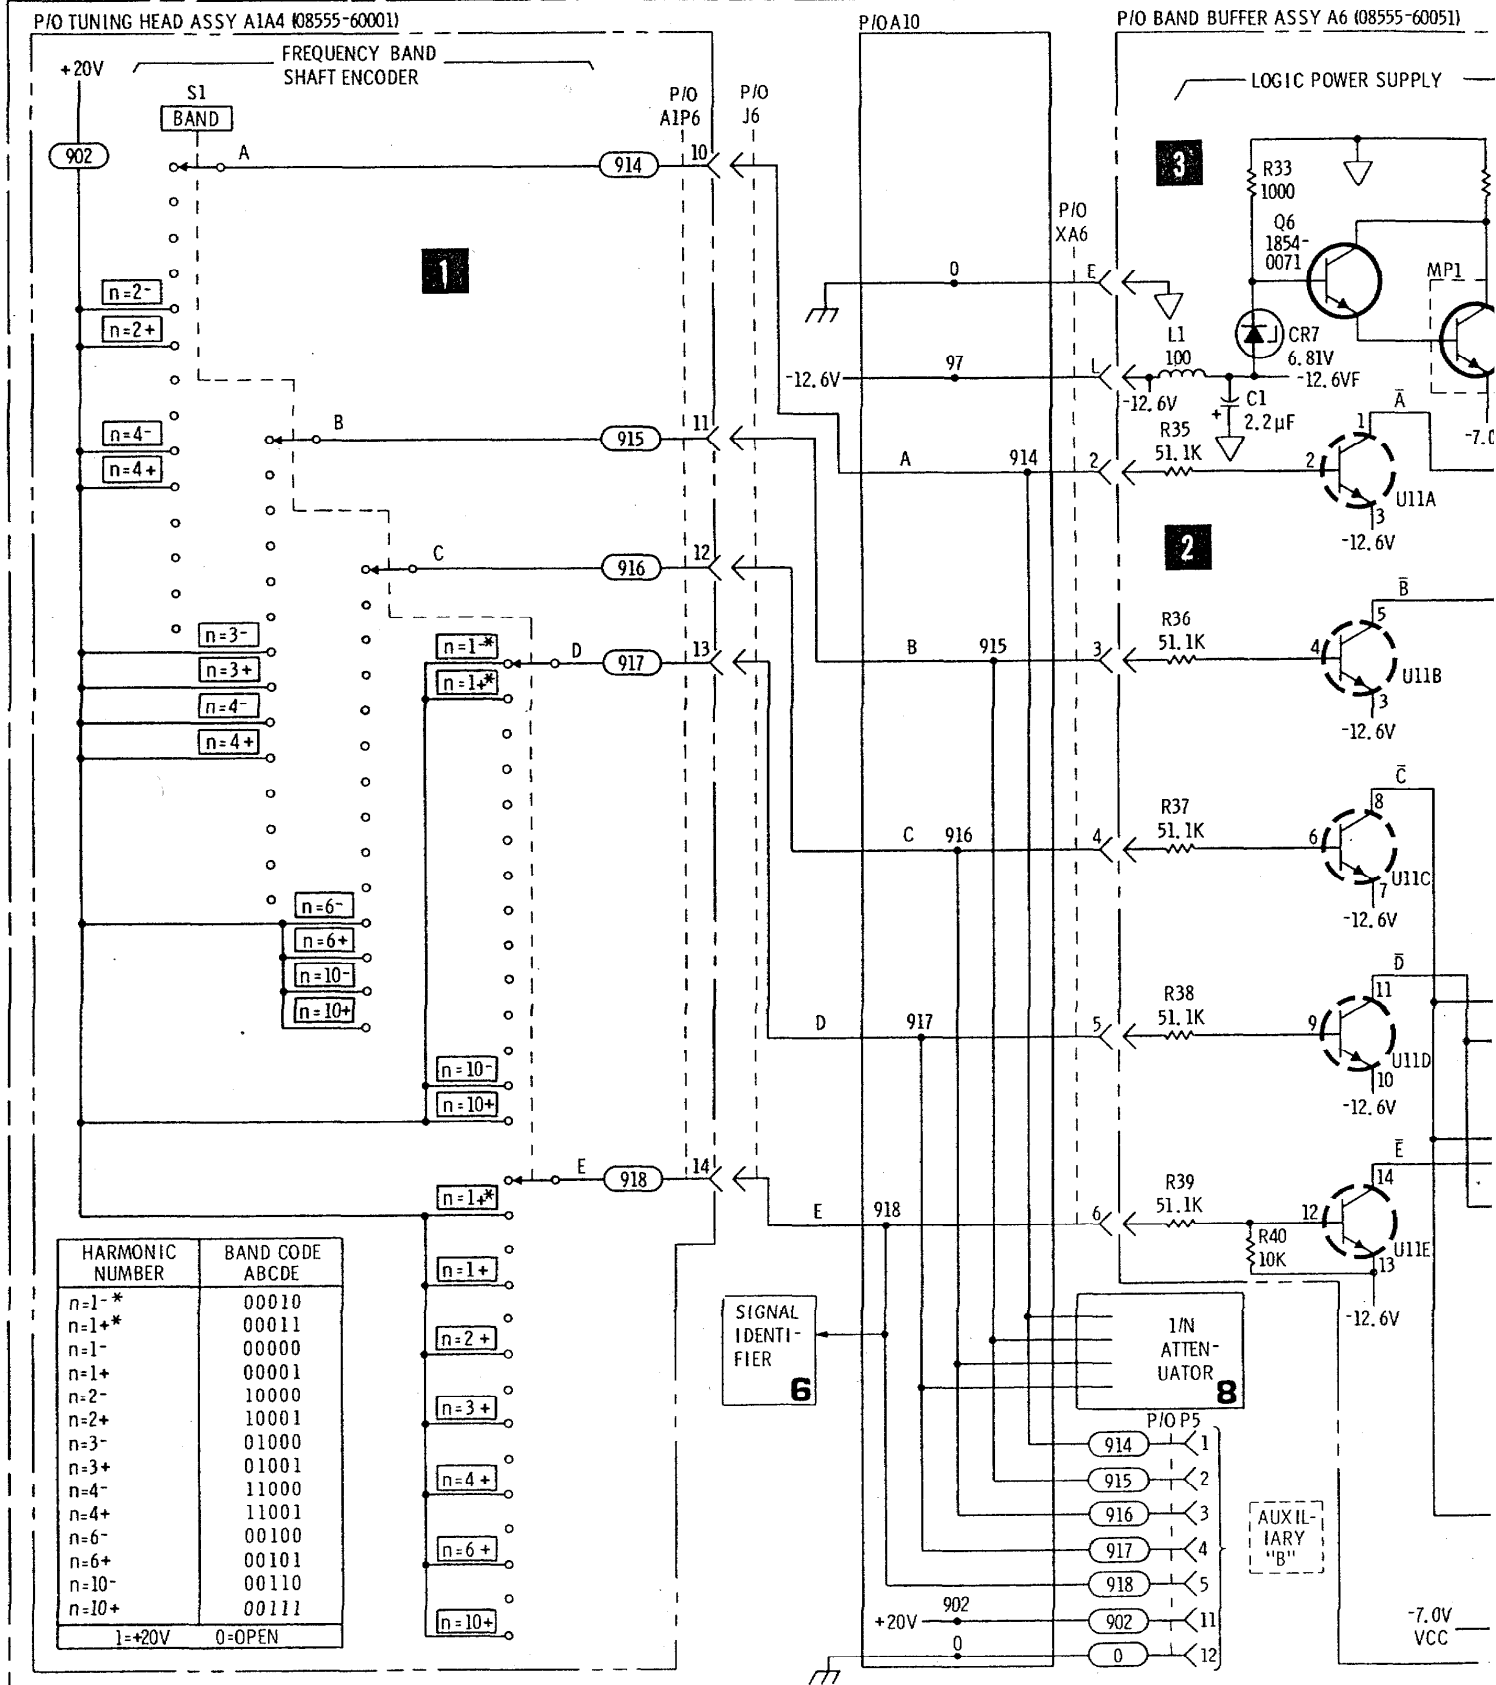 P/O TUNING HEAD ASSY A1A4 (08555-60001)
P/O A10
P/O BAND BUFFER ASSY A6 (08555-60051)
+20V
FREQUENCY BAND
SHAFT ENCODER
LOGIC POWER SUPPLY
S1
BAND
P/O
A1P6
P/O
J6
902
A
914
10
3
R33
1000
P/O
XA6
Q6
1854-
0071
1
MP1
n=2-
n=2+
0
E
L1
100
CR7
6.81V
-12.6V
97
L
-12.6V
-12.6VF
C1
+
2.2µF
-7.0
n=4-
n=4+
B
915
11
A
914
2
R35
51.1K
2
1
A̅
U11A
3
-12.6V
2
C
916
12
n=3-
n=3+
n=4-
n=4+
n=1-*
n=1+*
D
917
13
B
915
3
R36
51.1K
4
B̅
5
U11B
3
-12.6V
C
916
4
R37
51.1K
6
C̅
8
U11C
7
-12.6V
n=6-
n=6+
n=10-
n=10+
D
917
5
R38
51.1K
9
D̅
11
U11D
10
-12.6V
n=10-
n=10+
E
918
14
n=1+*
E
918
6
R39
51.1K
12
E̅
14
R40
10K
U11E
13
-12.6V
n=1+
n=2+
n=3+
n=4+
n=6+
n=10+
HARMONIC NUMBER BAND CODE ABCDE
n=1-* 00010
n=1+* 00011
n=1- 00000
n=1+ 00001
n=2- 10000
n=2+ 10001
n=3- 01000
n=3+ 01001
n=4- 11000
n=4+ 11001
n=6- 00100
n=6+ 00101
n=10- 00110
n=10+ 00111
1=+20V 0=OPEN
SIGNAL
IDENTI-
FIER
6
1/N
ATTEN-
UATOR
8
P/O P5
914 1
915 2
916 3
917 4
918 5
+20V 902 902 11
0 0 12
AUXIL-
IARY
"B"
-7.0V
VCC